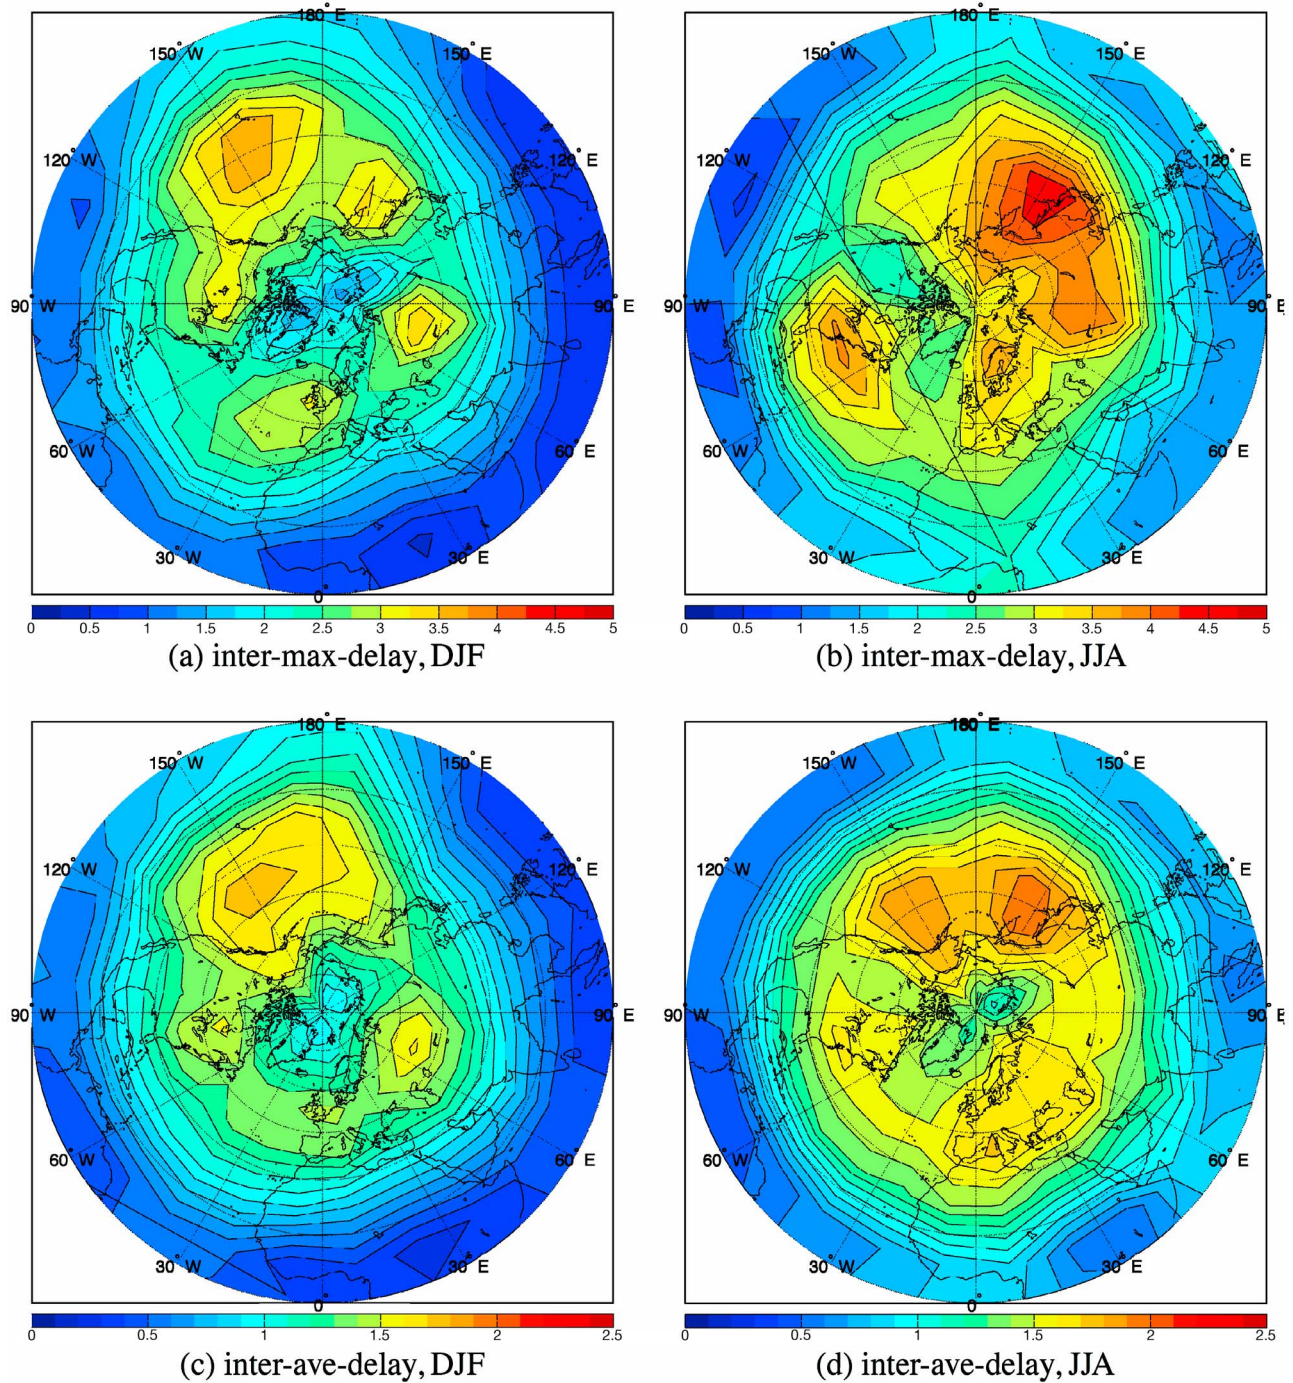 180° E
150° W 150° E
120° W 120° E
90° W 90° E
60° W 60° E
30° W 30° E
0°
0 0.5 1 1.5 2 2.5 3 3.5 4 4.5 5
(a) inter-max-delay, DJF
180° E
150° W 150° E
120° W 120° E
90° W 90° E
60° W 60° E
30° W 30° E
0°
0 0.5 1 1.5 2 2.5 3 3.5 4 4.5 5
(b) inter-max-delay, JJA
180° E
150° W 150° E
120° W 120° E
90° W 90° E
60° W 60° E
30° W 30° E
0°
0 0.5 1 1.5 2 2.5
(c) inter-ave-delay, DJF
180° E
150° W 150° E
120° W 120° E
90° W 90° E
60° W 60° E
30° W 30° E
0°
0 0.5 1 1.5 2 2.5
(d) inter-ave-delay, JJA